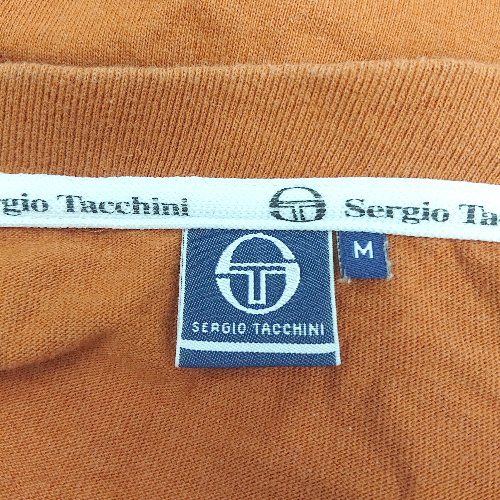 rgio Tacchini Sergio Ta
M
SERGIO TACCHINI